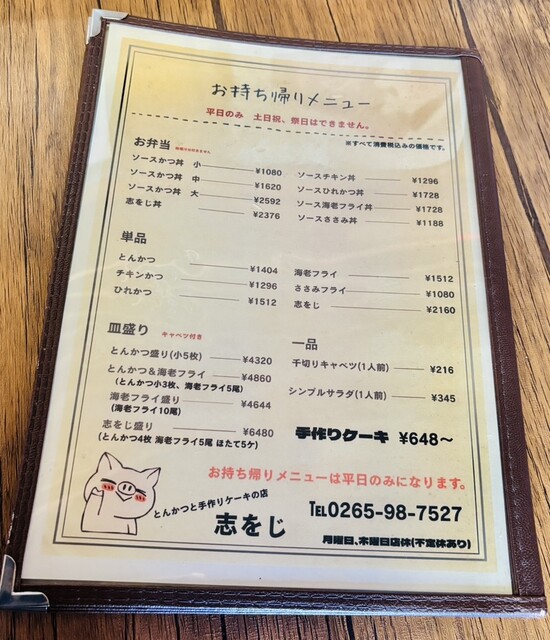 お持ち帰りメニュー
平日のみ 土日祝、祭日はできません。
※すべて消費税込みの価格です。
お弁当
ソースかつ丼 小 ¥1080
ソースかつ丼 中 ¥1620
ソースかつ丼 大 ¥2592
志をじ丼 ¥2376
ソースチキン丼 ¥1296
ソースひれかつ丼 ¥1728
ソース海老フライ丼 ¥1728
ソースささみ丼 ¥1188
単品
とんかつ ¥1404
チキンかつ ¥1296
ひれかつ ¥1512
海老フライ ¥1512
ささみフライ ¥1080
志をじ ¥2160
皿盛り キャベツ付き
とんかつ盛り(小5枚) ¥4320
とんかつ&海老フライ ¥4860
(とんかつ小3枚、海老フライ5尾)
海老フライ盛り ¥4644
(海老フライ10尾)
志をじ盛り ¥6480
(とんかつ4枚 海老フライ5尾 ほたて5ケ)
一品
千切りキャベツ(1人前) ¥216
シンプルサラダ(1人前) ¥345
手作りケーキ ¥648〜
お持ち帰りメニューは平日のみになります。
とんかつと手作りケーキの店
志をじ
TEL0265-98-7527
月曜日、木曜日店休(不定休あり)